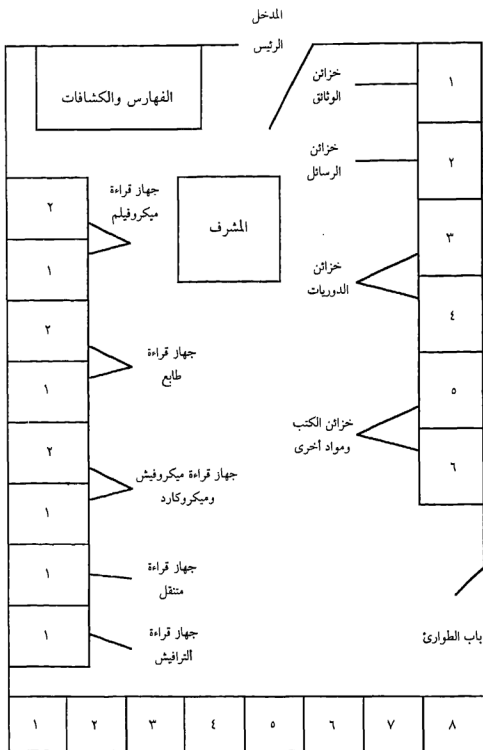 المدخل
الرئيس
الفهارس والكشافات
خزائن
الوثائق
١
خزائن
الرسائل
٢
خزائن
الدوريات
٣
٤
خزائن الكتب
ومواد أخرى
٥
٦
باب الطوارئ
المشرف
جهاز قراءة
ميكروفيلم
٢
١
جهاز قراءة
طابع
٢
١
جهاز قراءة ميكروفيش
وميكروكارد
٢
١
جهاز قراءة
متنقل
١
جهاز قراءة
ألترافيش
١
١ ٢ ٣ ٤ ٥ ٦ ٧ ٨